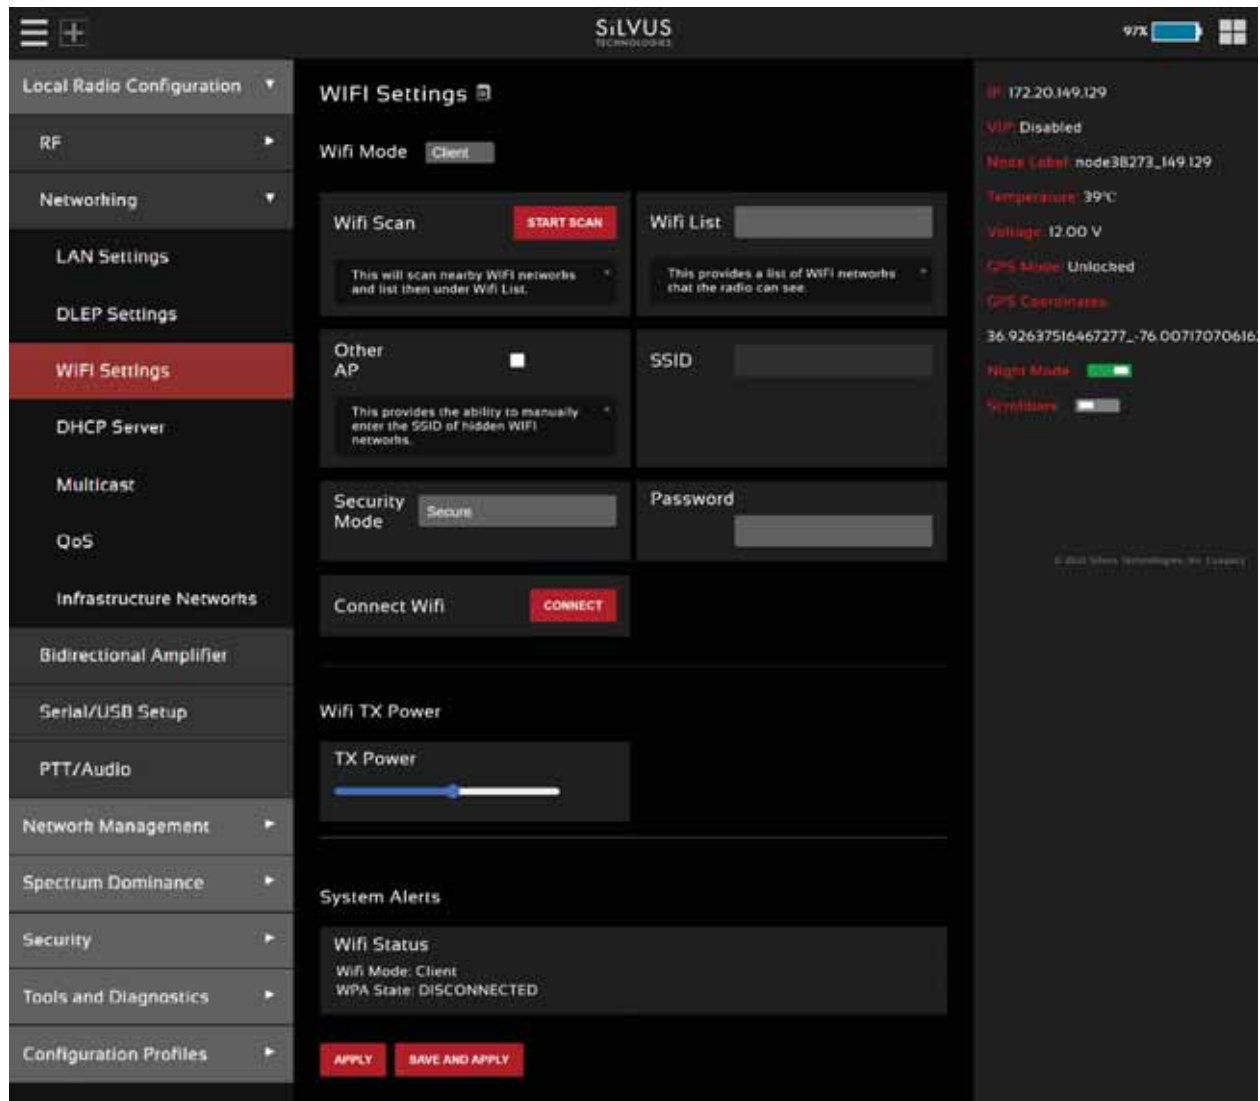 SiLVUS
TECHNOLOGIES
97%
Local Radio Configuration
RF
Networking
LAN Settings
DLEP Settings
WIFI Settings
DHCP Server
Multicast
QoS
Infrastructure Networks
Bidirectional Amplifier
Serial/USB Setup
PTT/Audio
Network Management
Spectrum Dominance
Security
Tools and Diagnostics
Configuration Profiles
WIFI Settings
Wifi Mode Client
Wifi Scan START SCAN
This will scan nearby WIFI networks
and list then under Wifi List.
Wifi List
This provides a list of WIFI networks
that the radio can see.
Other
AP
This provides the ability to manually
enter the SSID of hidden WIFI
networks.
SSID
Security
Mode
Secure
Password
Connect Wifi CONNECT
Wifi TX Power
TX Power
System Alerts
Wifi Status
Wifi Mode: Client
WPA State: DISCONNECTED
APPLY SAVE AND APPLY
IP: 172.20.149.129
VIP: Disabled
Node Label: node38273_149.129
Temperature: 39°C
Voltage: 12.00 V
GPS Mode: Unlocked
GPS Coordinates:
36.92637516467277_-76.00717070616
Night Mode
Scrollbars